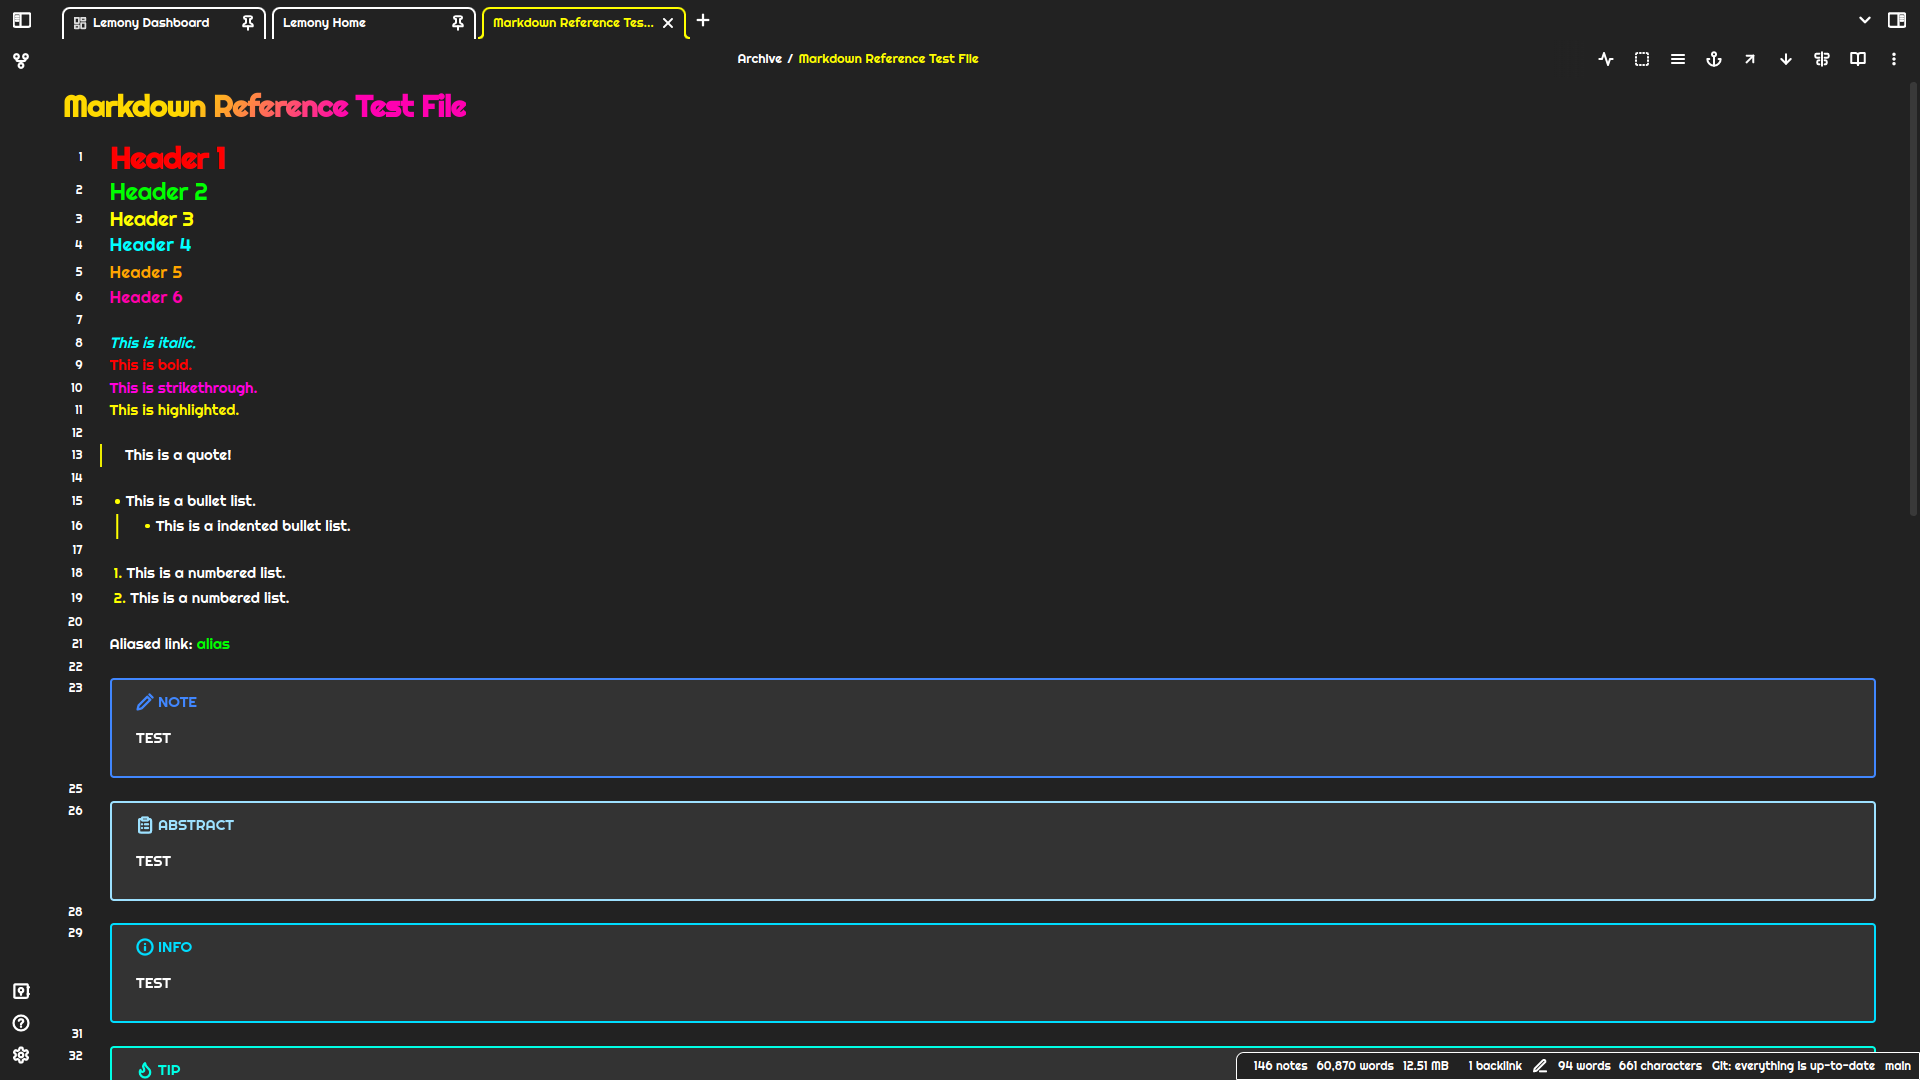 Lemony Dashboard
Lemony Home
Markdown Reference Tes...
Archive / Markdown Reference Test File
Markdown Reference Test File
1 Header 1
2 Header 2
3 Header 3
4 Header 4
5 Header 5
6 Header 6
7
8 This is italic.
9 This is bold.
10 This is strikethrough.
11 This is highlighted.
12
13 This is a quote!
14
15 • This is a bullet list.
16 • This is a indented bullet list.
17
18 1. This is a numbered list.
19 2. This is a numbered list.
20
21 Aliased link: alias
22
23 NOTE
TEST
25
26 ABSTRACT
TEST
28
29 INFO
TEST
31
32 TIP
146 notes 60,870 words 12.51 MB 1 backlink 94 words 661 characters Git: everything is up-to-date main